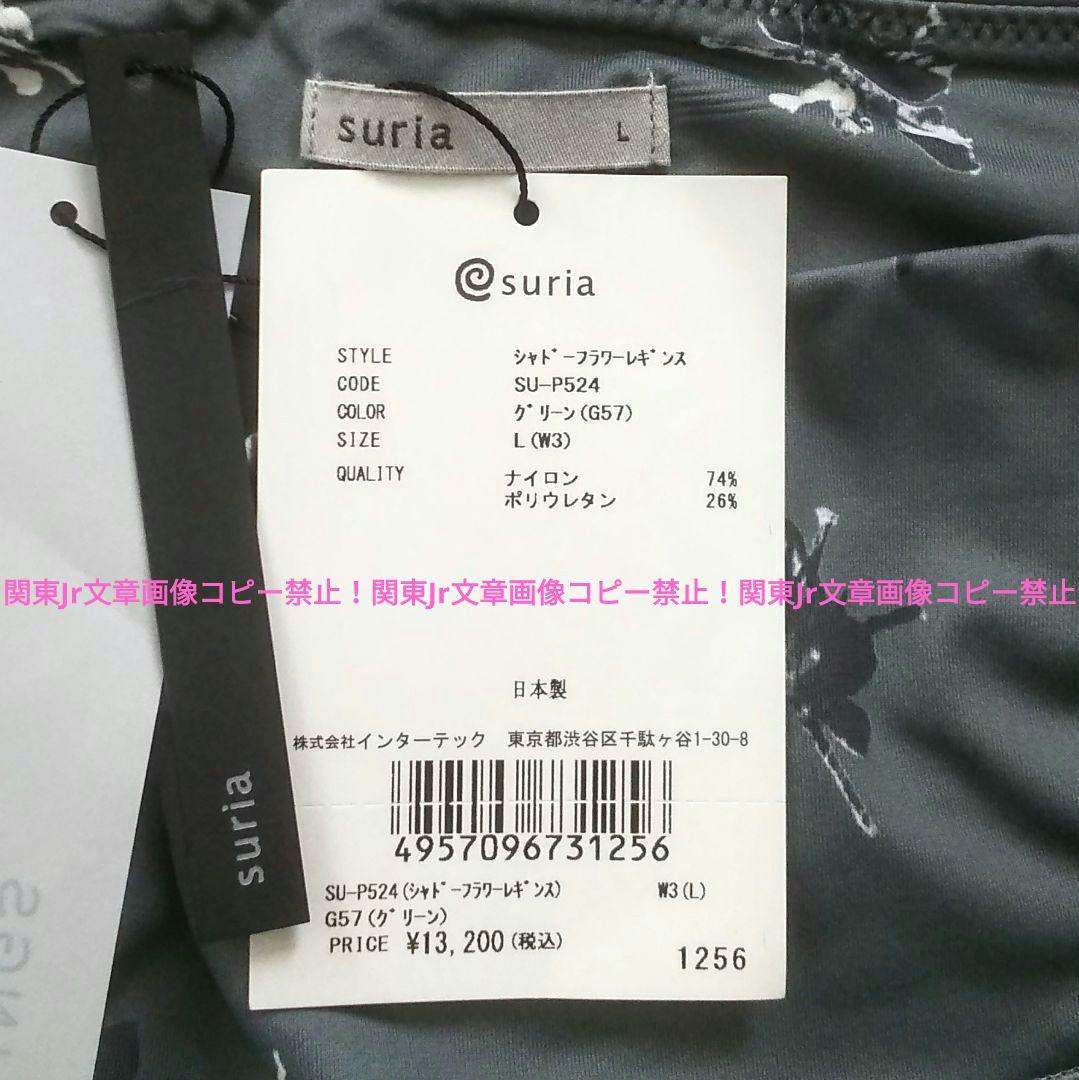 suria L
suria
STYLE シャドーフラワーレギンス
CODE SU-P524
COLOR グリーン(G57)
SIZE L(W3)
QUALITY ナイロン 74%
ポリウレタン 26%
関東Jr文章画像コピー禁止！関東Jr文章画像コピー禁止！関東Jr文章画像コピー禁止
日本製
株式会社インターテック 東京都渋谷区千駄ヶ谷1-30-8
4957096731256
SU-P524(シャドーフラワーレギンス) W3(L)
G57(グリーン)
PRICE ¥13,200(税込)
1256
suria